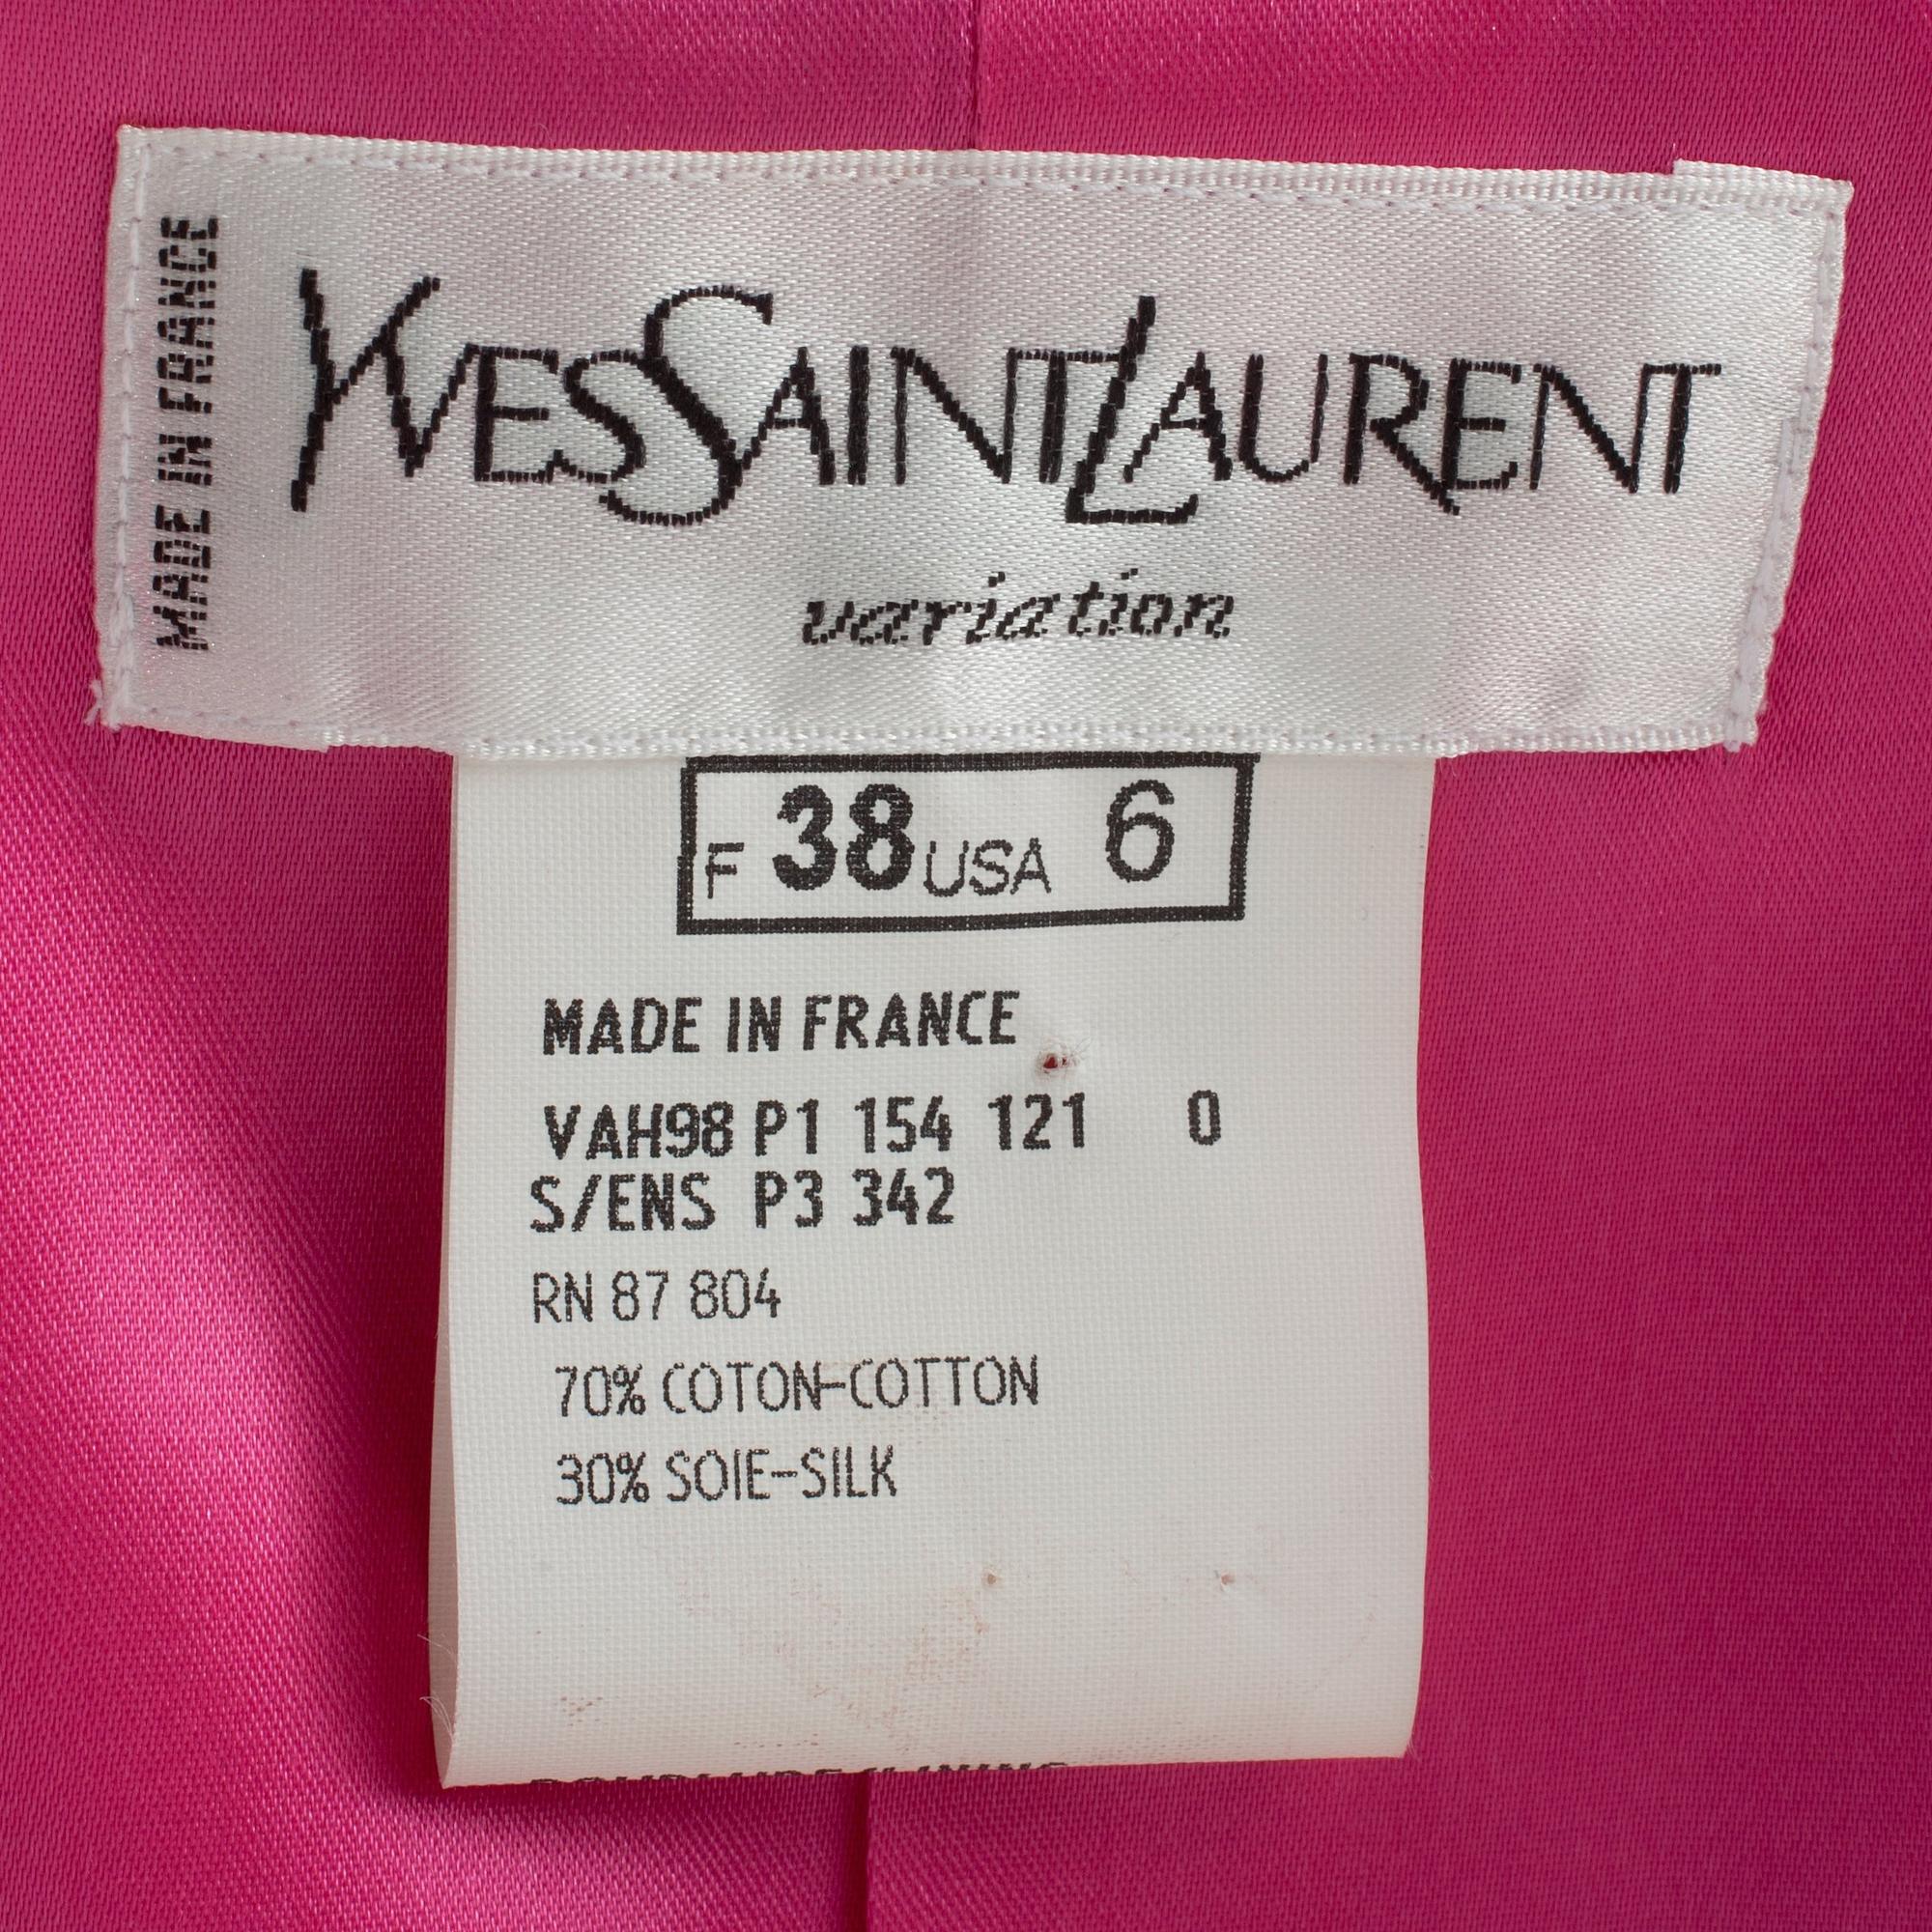 MADE IN FRANCE
YVESSAINTLAURENT
variation
F 38 USA 6
MADE IN FRANCE
VAH98 P1 154 121 0
S/ENS P3 342
RN 87 804
70% COTON-COTTON
30% SOIE-SILK